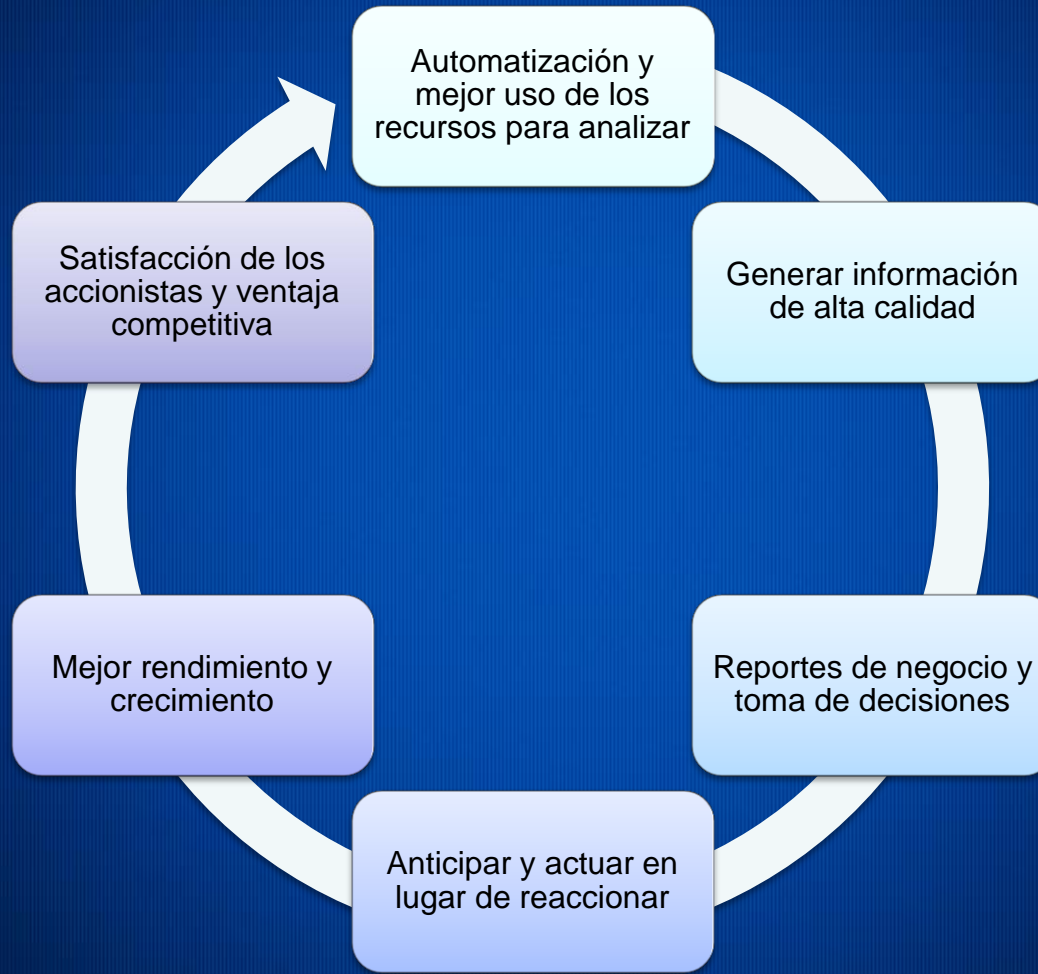 Automatización y
mejor uso de los
recursos para analizar
Generar información
de alta calidad
Reportes de negocio y
toma de decisiones
Anticipar y actuar en
lugar de reaccionar
Mejor rendimiento y
crecimiento
Satisfacción de los
accionistas y ventaja
competitiva